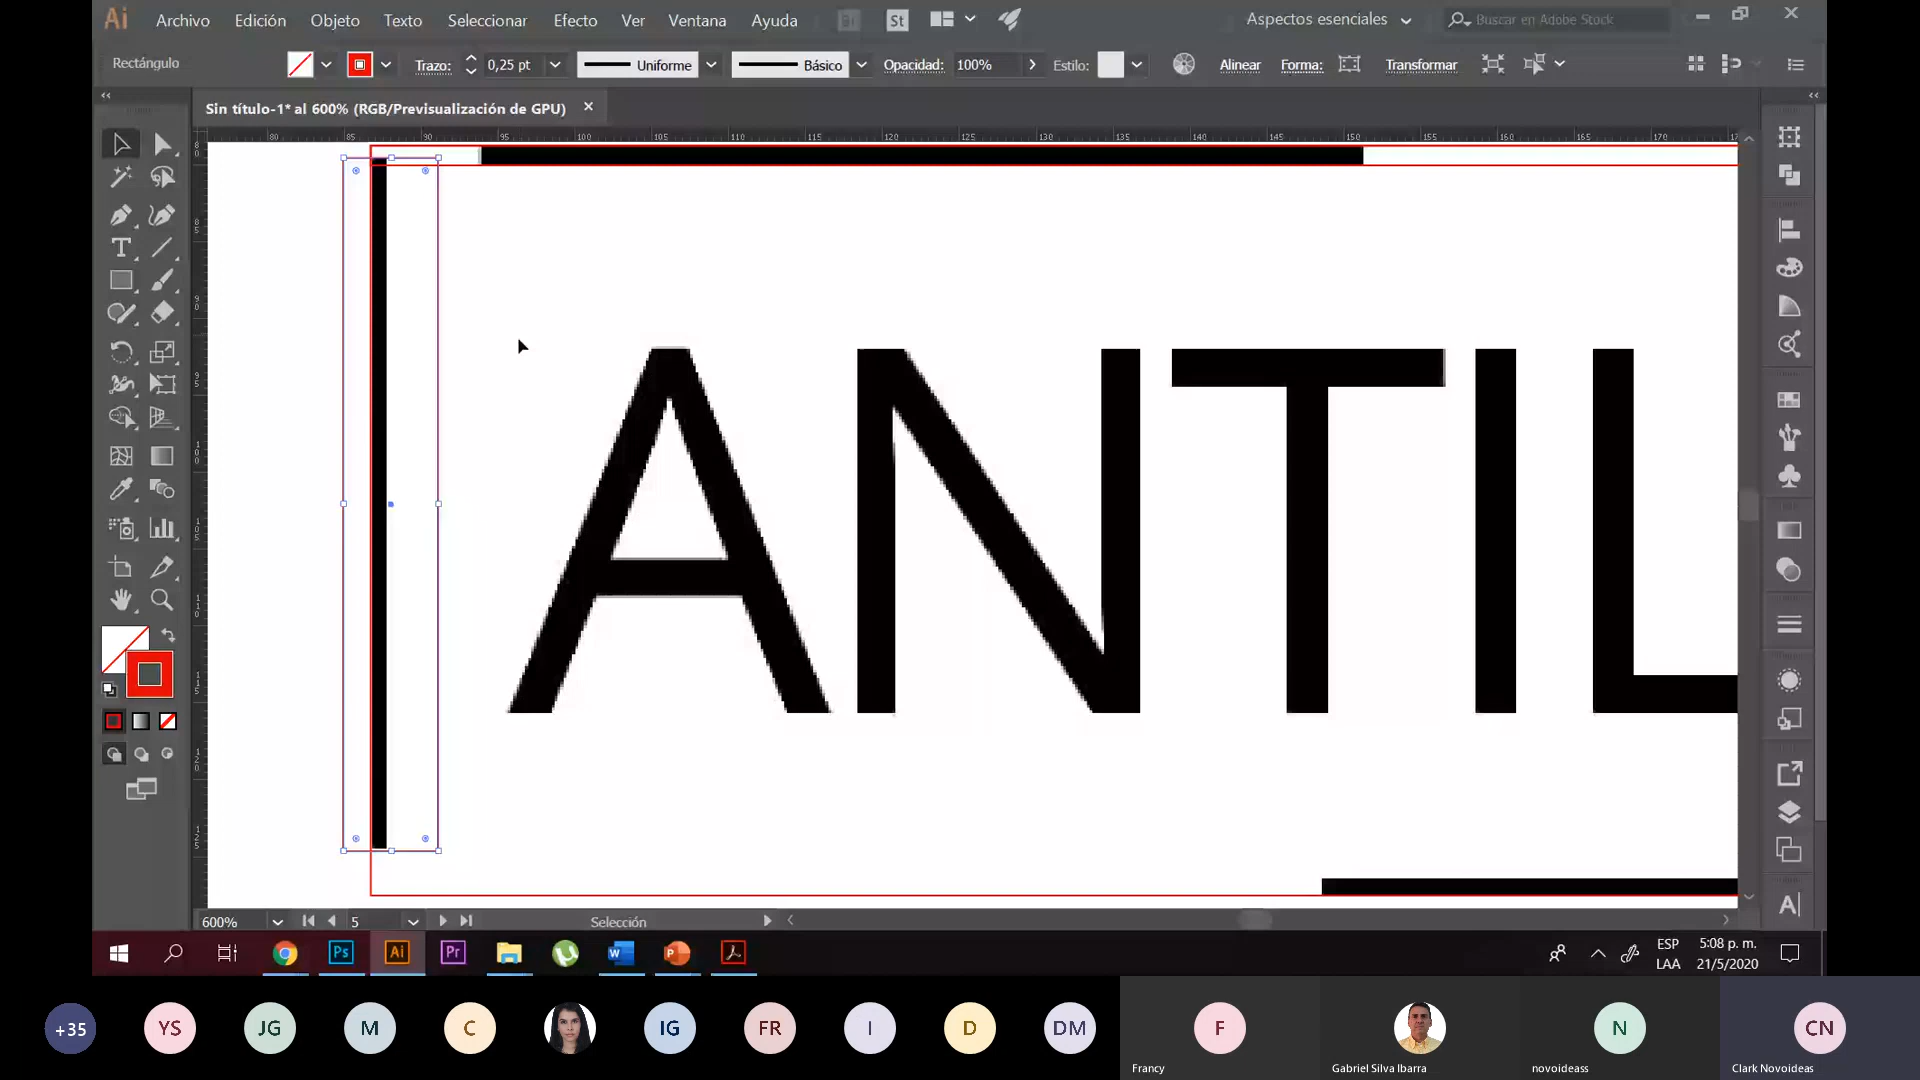 Ai Archivo Edición Objeto Texto Seleccionar Efecto Ver Ventana Ayuda Br St Aspectos esenciales Buscar en Adobe Stock
Rectángulo Trazo: 0,25 pt Uniforme Básico Opacidad: 100% Estilo: Alinear Forma: Transformar
Sin título-1* al 600% (RGB/Previsualización de GPU)
80 85 90 95 100 105 110 115 120 125 130 135 140 145 150 155 160 165 170
ANTIL
600% 5 Selección
Ps Ai Pr W P ESP 5:08 p. m.
LAA 21/5/2020
+35 YS JG M C IG FR I D DM F N CN
Francy Gabriel Silva Ibarra novoideass Clark Novoideas